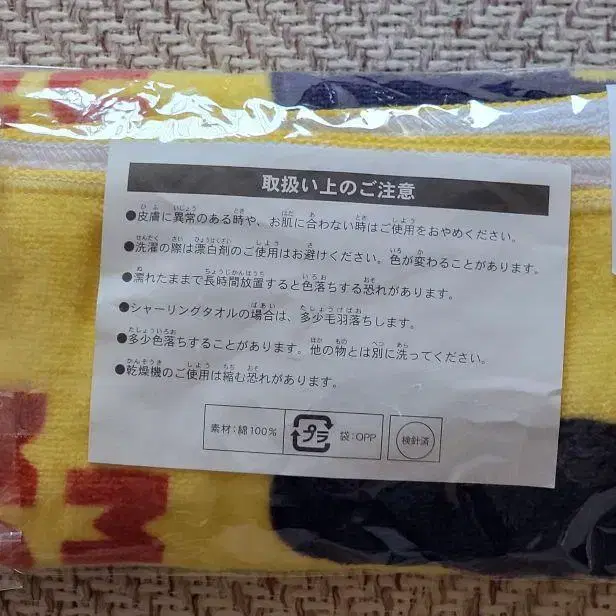 取扱い上のご注意
●皮膚に異常のある時や、お肌に合わない時はご使用をおやめください。
●洗濯の際は漂白剤のご使用はお避けください。色が変わることがあります。
●濡れたままで長時間放置すると色落ちする恐れがあります。
●シャーリングタオルの場合は、多少毛羽落ちします。
●多少色落ちすることがあります。他の物とは別に洗ってください。
●乾燥機のご使用は縮む恐れがあります。
素材:綿100% プラ 袋:OPP 検針済